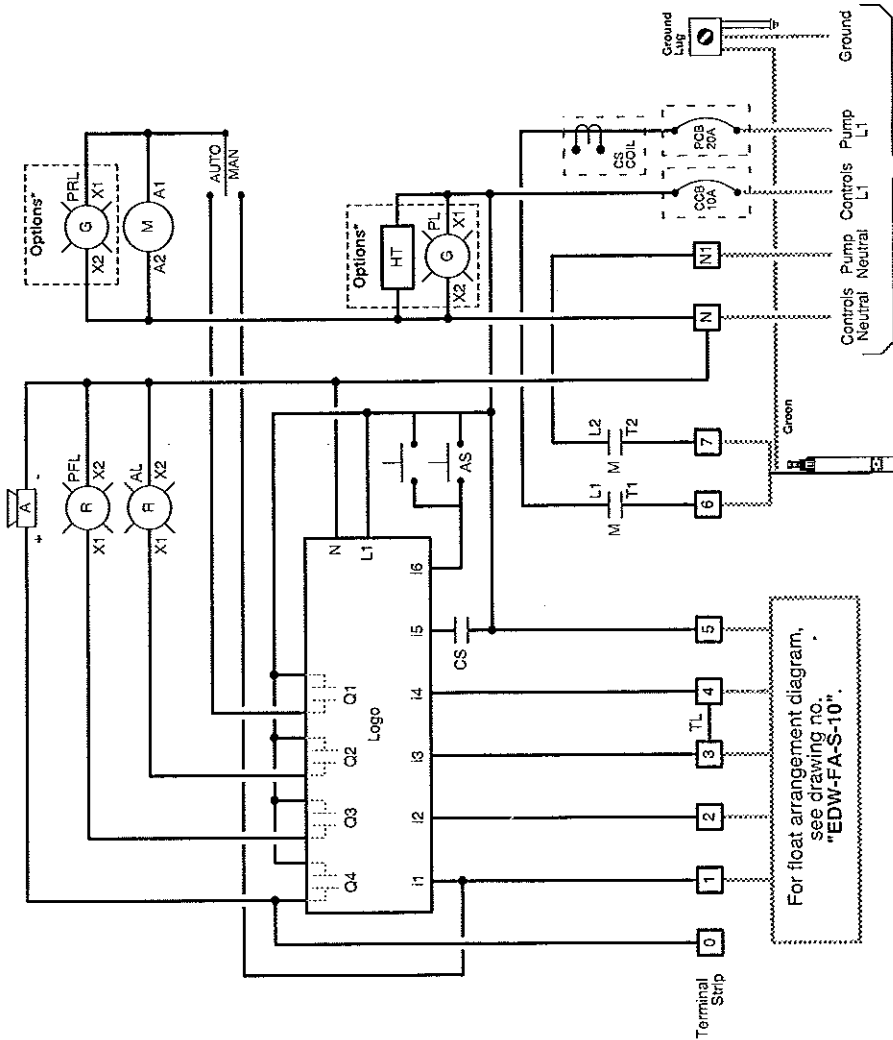 Options*
PRL
G
X1
X2
M
A1
A2
AUTO
MAN
A
+
-
PFL
R
X1
X2
AL
R
X1
X2
Options*
HT
PL
G
X1
X2
CS
COIL
PCB
20A
CCB
10A
Ground
Lug
Logo
Q4
Q3
Q2
Q1
N
L1
I1
I2
I3
I4
I5
I6
CS
AS
L1
M
T1
L2
M
T2
TL
Terminal
Strip
0
1
2
3
4
5
6
7
N
N1
Green
Controls
Neutral
Pump
Neutral
Controls
L1
Pump
L1
Ground
For float arrangement diagram,
see drawing no.
"EDW-FA-S-10".